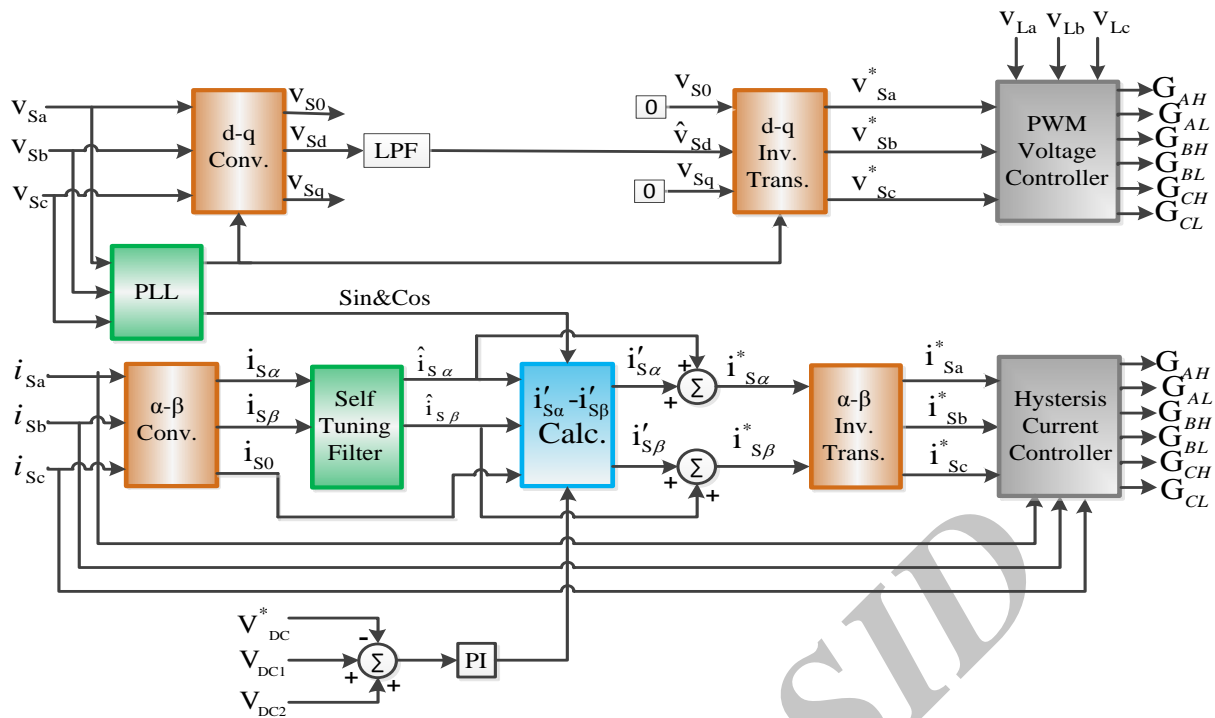 v_La v_Lb v_Lc
v_Sa
v_Sb
v_Sc
d-q
Conv.
v_S0
v_Sd
v_Sq
LPF
0
0
v_S0
v̂_Sd
v_Sq
d-q
Inv.
Trans.
v*_Sa
v*_Sb
v*_Sc
PWM
Voltage
Controller
G_AH
G_AL
G_BH
G_BL
G_CH
G_CL
PLL
Sin&Cos
i_Sa
i_Sb
i_Sc
α-β
Conv.
i_Sα
i_Sβ
i_S0
Self
Tuning
Filter
î_Sα
î_Sβ
i′_Sα-i′_Sβ
Calc.
i′_Sα
i′_Sβ
+
+
Σ
+
+
Σ
i*_Sα
i*_Sβ
α-β
Inv.
Trans.
i*_Sa
i*_Sb
i*_Sc
Hystersis
Current
Controller
G_AH
G_AL
G_BH
G_BL
G_CH
G_CL
V*_DC
V_DC1
V_DC2
-
+
+
Σ
PI
SID